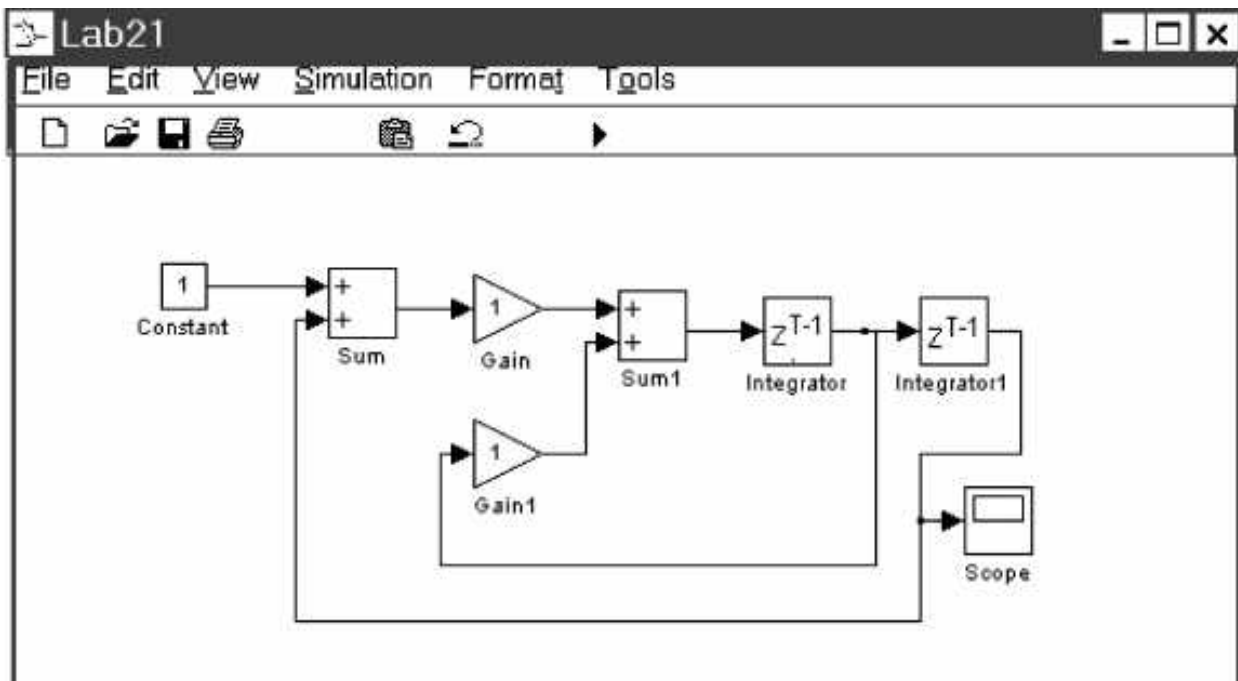 Lab21
File Edit View Simulation Format Tools
1
Constant
+
+
Sum
1
Gain
+
+
Sum1
T-1
z
Integrator
T-1
z
Integrator1
1
Gain1
Scope